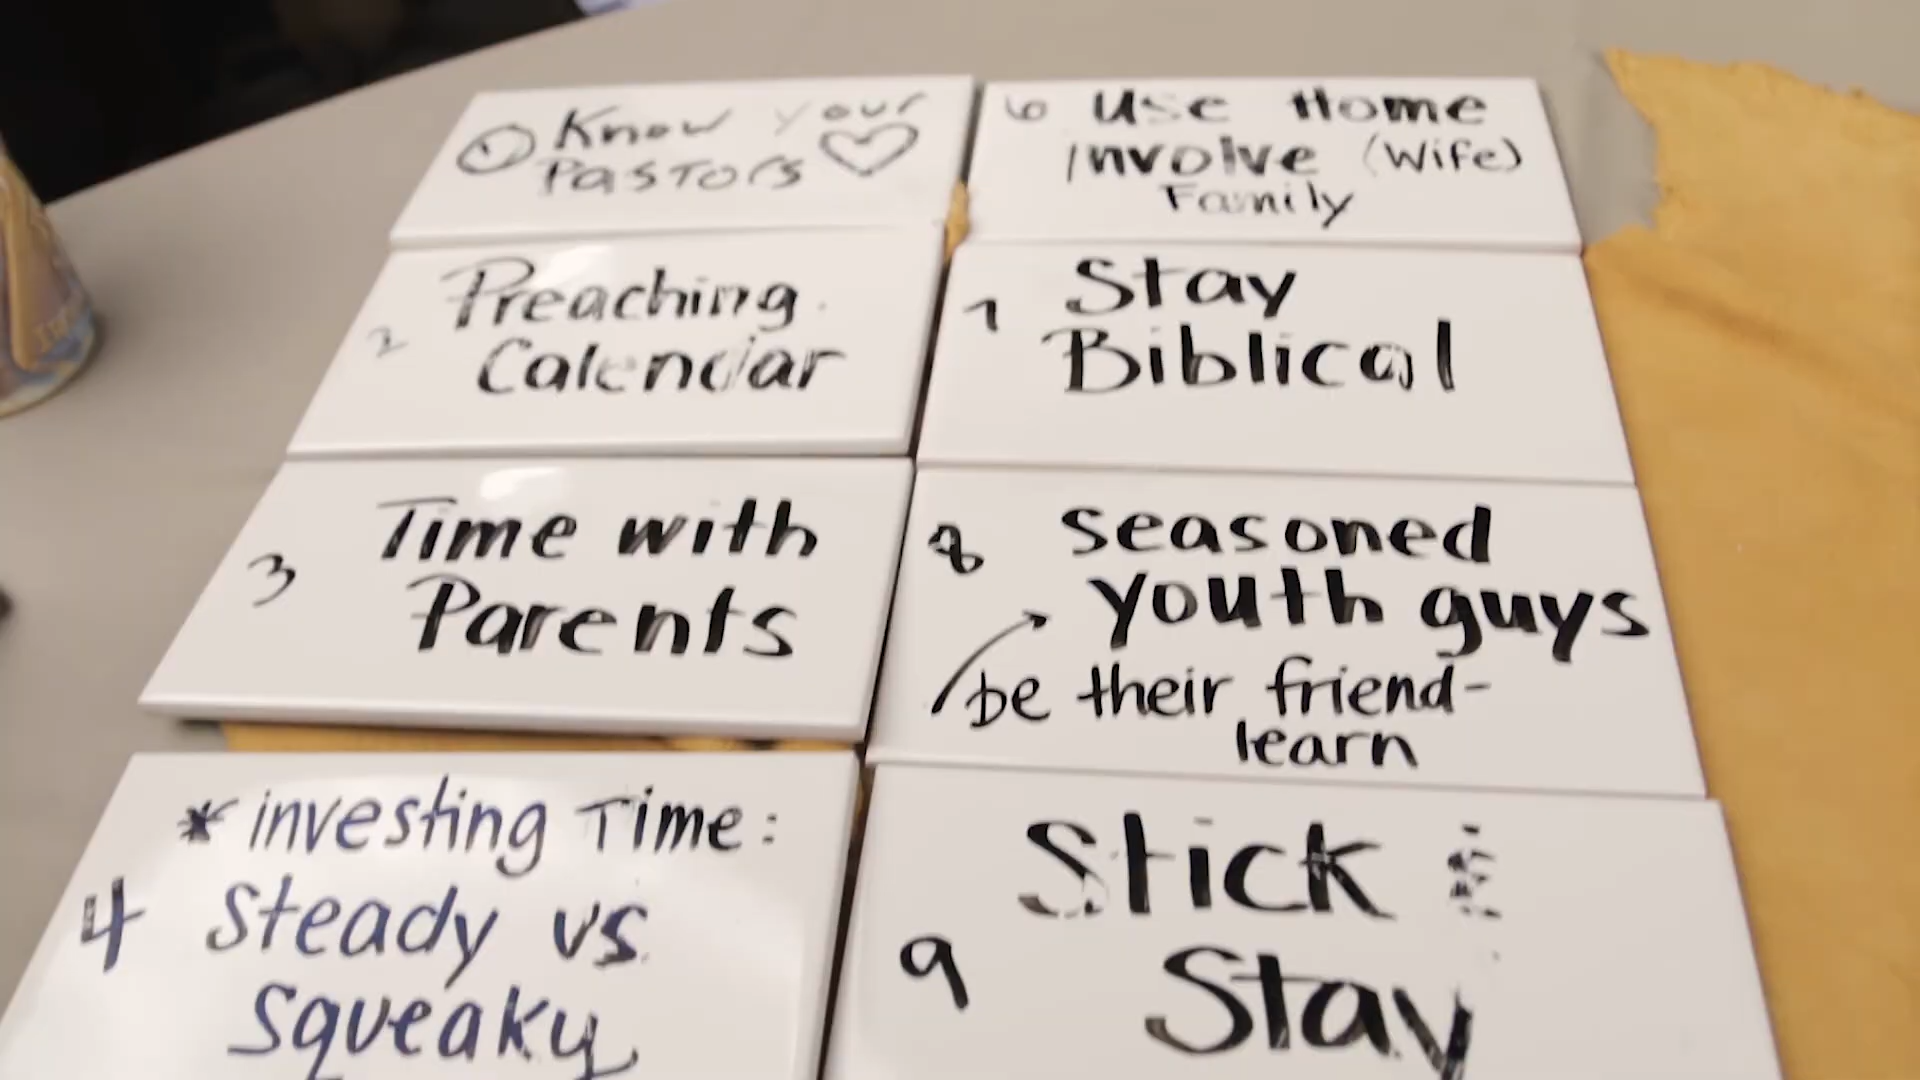 1 Know Your
Pastors ♡
2 Preaching
Calendar
3 Time with
Parents
* investing Time:
4 Steady vs
Squeaky
6 Use Home
involve (Wife)
Family
7 Stay
Biblical
8 Seasoned
youth guys
be their friend-
learn
Stick &
9 Stay